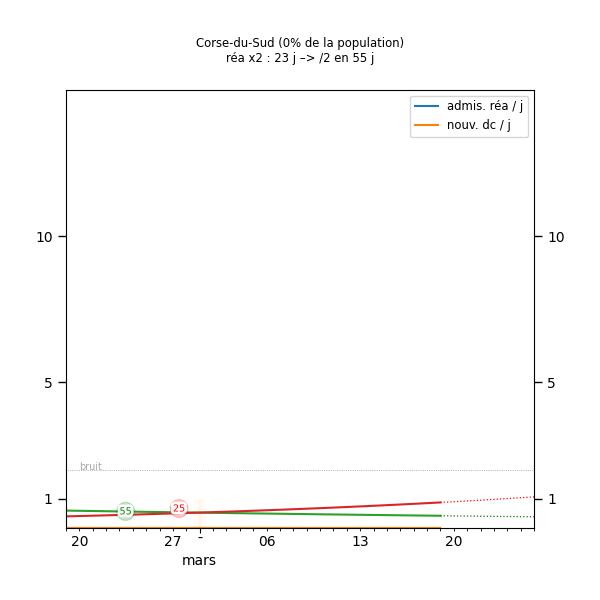 Corse-du-Sud (0% de la population)
réa x2 : 23 j –> /2 en 55 j
admis. réa / j
nouv. dc / j
10 10
5 5
bruit
1 1
55 25
20 27 - 06 13 20
mars